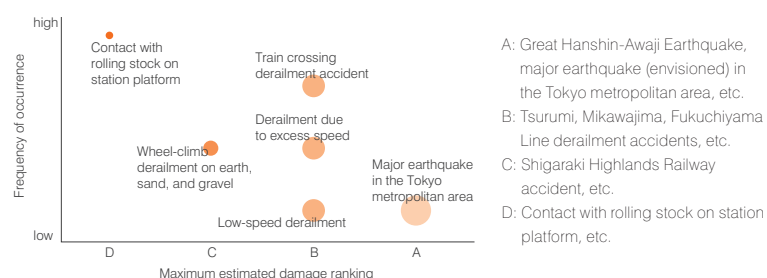 high
Frequency of occurrence
low
Contact with
rolling stock on
station platform
Train crossing
derailment accident
Derailment due
to excess speed
Wheel-climb
derailment on earth,
sand, and gravel
Major earthquake
in the Tokyo
metropolitan area
Low-speed derailment
D C B A
Maximum estimated damage ranking
A: Great Hanshin-Awaji Earthquake,
major earthquake (envisioned) in
the Tokyo metropolitan area, etc.
B: Tsurumi, Mikawajima, Fukuchiyama
Line derailment accidents, etc.
C: Shigaraki Highlands Railway
accident, etc.
D: Contact with rolling stock on station
platform, etc.